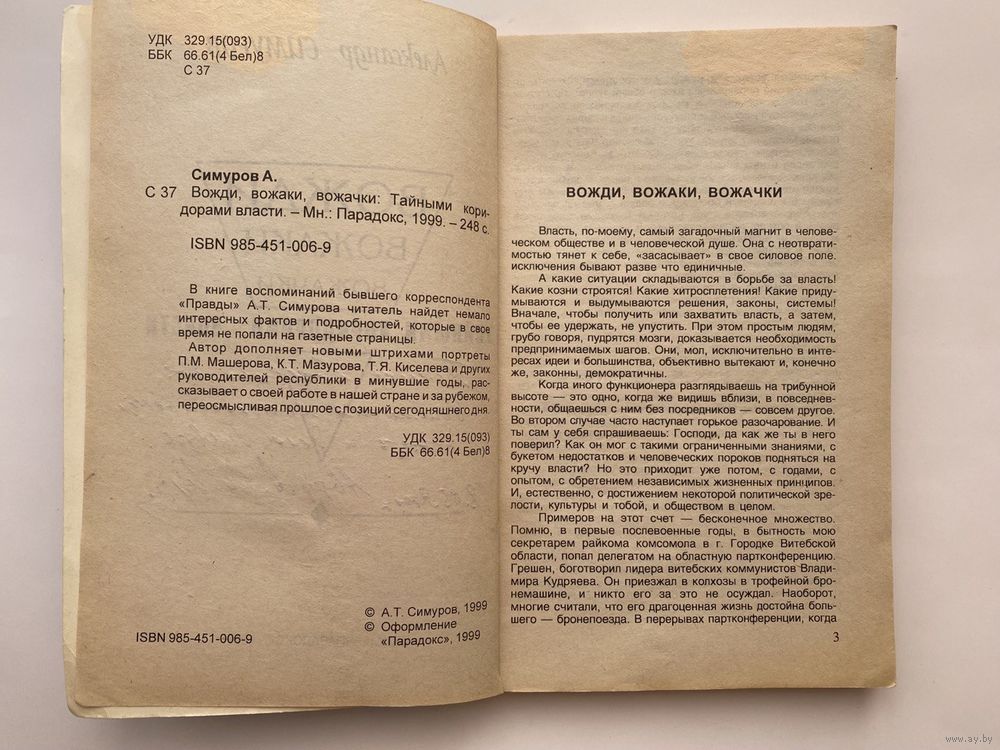 УДК 329.15(093)
ББК 66.61(4 Бел)8
С 37
Симуров А.
С 37 Вожди, вожаки, вожачки: Тайными кори-
дорами власти. – Мн.: Парадокс, 1999. – 248 с.
ISBN 985-451-006-9
В книге воспоминаний бывшего корреспондента
«Правды» А.Т. Симурова читатель найдет немало
интересных фактов и подробностей, которые в свое
время не попали на газетные страницы.
Автор дополняет новыми штрихами портреты
П.М. Машерова, К.Т. Мазурова, Т.Я. Киселева и других
руководителей республики в минувшие годы, рас-
сказывает о своей работе в нашей стране и за рубежом,
переосмысливая прошлое с позиций сегодняшнего дня.
УДК 329.15(093)
ББК 66.61(4 Бел)8
© А.Т. Симуров, 1999
© Оформление
«Парадокс», 1999
ISBN 985-451-006-9
ВОЖДИ, ВОЖАКИ, ВОЖАЧКИ
Власть, по-моему, самый загадочный магнит в челове-
ческом обществе и в человеческой душе. Она с неотврати-
мостью тянет к себе, «засасывает» в свое силовое поле.
исключения бывают разве что единичные.
А какие ситуации складываются в борьбе за власть!
Какие козни строятся! Какие хитросплетения! Какие приду-
мываются и выдумываются решения, законы, системы!
Вначале, чтобы получить или захватить власть, а затем,
чтобы ее удержать, не упустить. При этом простым людям,
грубо говоря, пудрятся мозги, доказывается необходимость
предпринимаемых шагов. Они, мол, исключительно в инте-
ресах идеи и большинства, объективно вытекают и, конечно
же, законны, демократичны.
Когда иного функционера разглядываешь на трибунной
высоте — это одно, когда же видишь вблизи, в повседнев-
ности, общаешься с ним без посредников — совсем другое.
Во втором случае часто наступает горькое разочарование. И
ты сам у себя спрашиваешь: Господи, да как же ты в него
поверил? Как он мог с такими ограниченными знаниями, с
букетом недостатков и человеческих пороков подняться на
кручу власти? Но это приходит уже потом, с годами, с
опытом, с обретением независимых жизненных принципов.
И, естественно, с достижением некоторой политической зре-
лости, культуры и тобой, и обществом в целом.
Примеров на этот счет — бесконечное множество.
Помню, в первые послевоенные годы, в бытность мою
секретарем райкома комсомола в г. Городке Витебской
области, попал делегатом на областную партконференцию.
Грешен, боготворил лидера витебских коммунистов Влади-
мира Кудряева. Он приезжал в колхозы в трофейной бро-
немашине, и никто его за это не осуждал. Наоборот,
многие считали, что его драгоценная жизнь достойна боль-
шего — бронепоезда. В перерывах партконференции, когда
3
www.ay.by